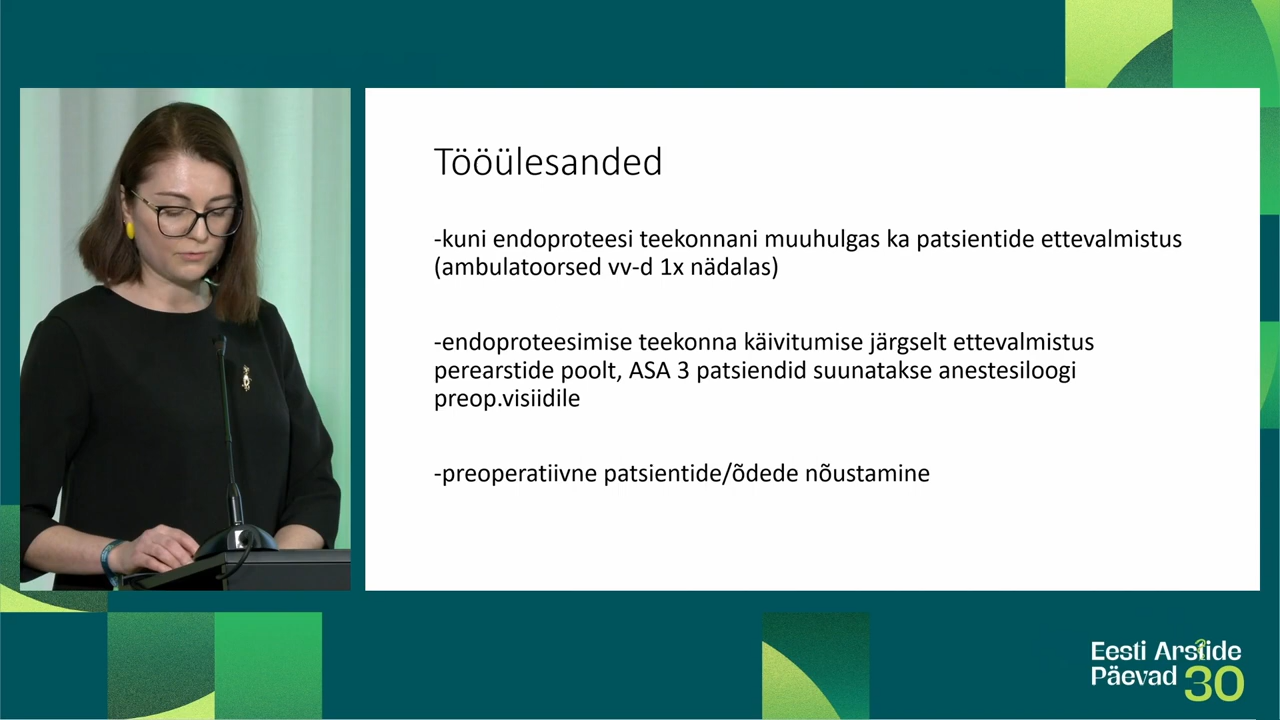 Tööülesanded
-kuni endoproteesi teekonnani muuhulgas ka patsientide ettevalmistus
(ambulatoorsed vv-d 1x nädalas)
-endoproteesimise teekonna käivitumise järgselt ettevalmistus
perearstide poolt, ASA 3 patsiendid suunatakse anestesiloogi
preop.visiidile
-preoperatiivne patsientide/õdede nõustamine
Eesti Arstide
Päevad 30